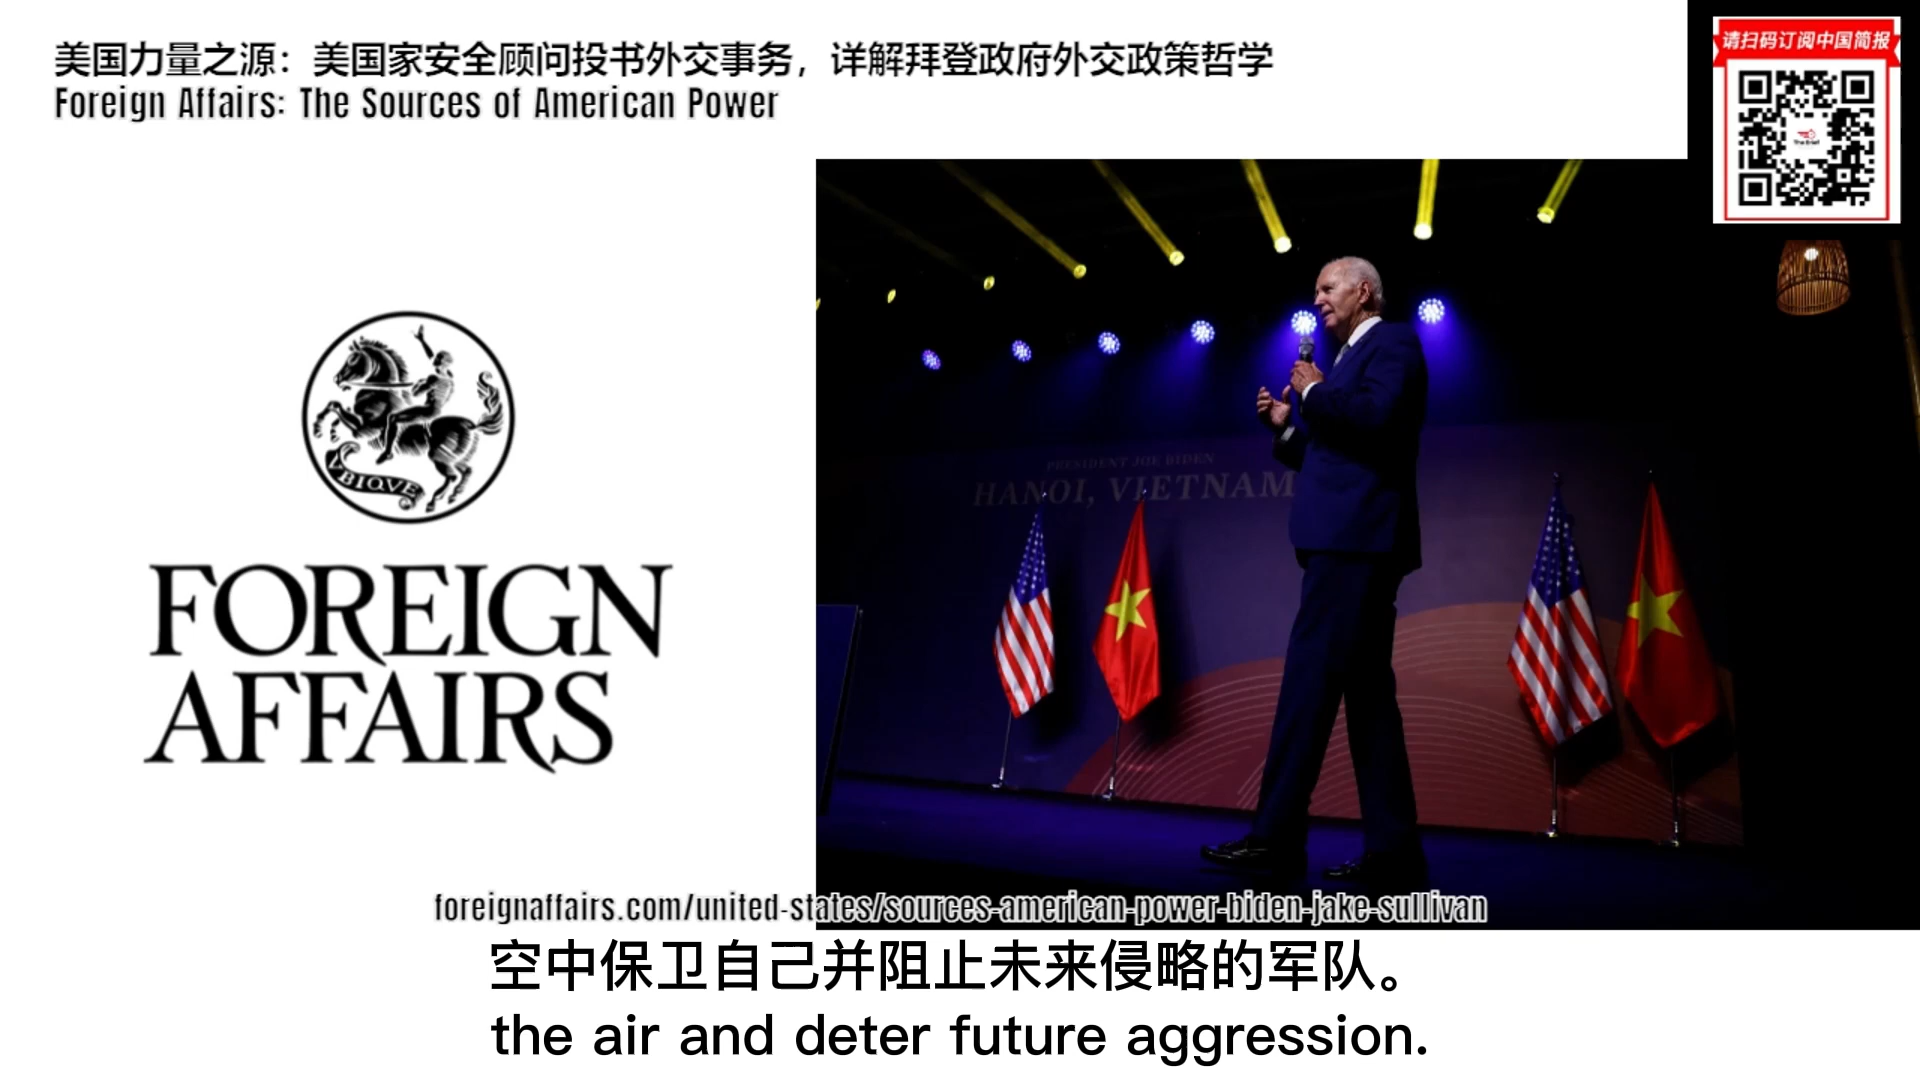 美国力量之源：美国家安全顾问投书外交事务，详解拜登政府外交政策哲学
Foreign Affairs: The Sources of American Power
请扫码订阅中国简报
VBIQVE
FOREIGN
AFFAIRS
PRESIDENT JOE BIDEN
HANOI, VIETNAM
foreignaffairs.com/united-states/sources-american-power-biden-jake-sullivan
空中保卫自己并阻止未来侵略的军队。
the air and deter future aggression.